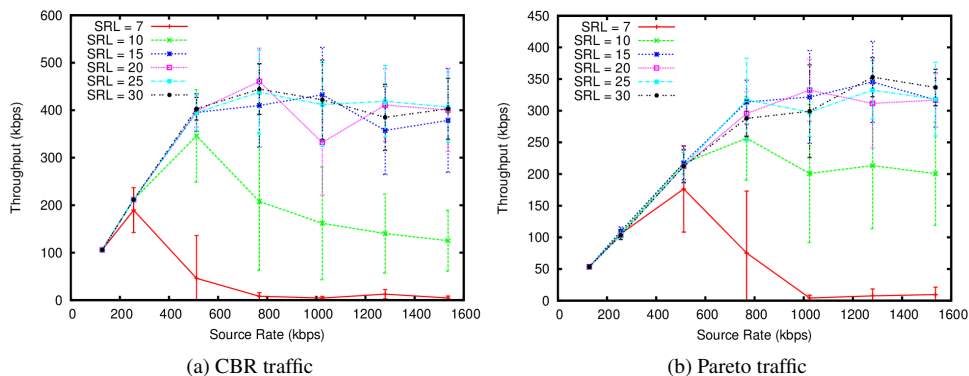 600
500
400
300
200
100
0
Throughput (kbps)
SRL = 7
SRL = 10
SRL = 15
SRL = 20
SRL = 25
SRL = 30
0 200 400 600 800 1000 1200 1400 1600
Source Rate (kbps)
(a) CBR traffic
450
400
350
300
250
200
150
100
50
0
Throughput (kbps)
SRL = 7
SRL = 10
SRL = 15
SRL = 20
SRL = 25
SRL = 30
0 200 400 600 800 1000 1200 1400 1600
Source Rate (kbps)
(b) Pareto traffic